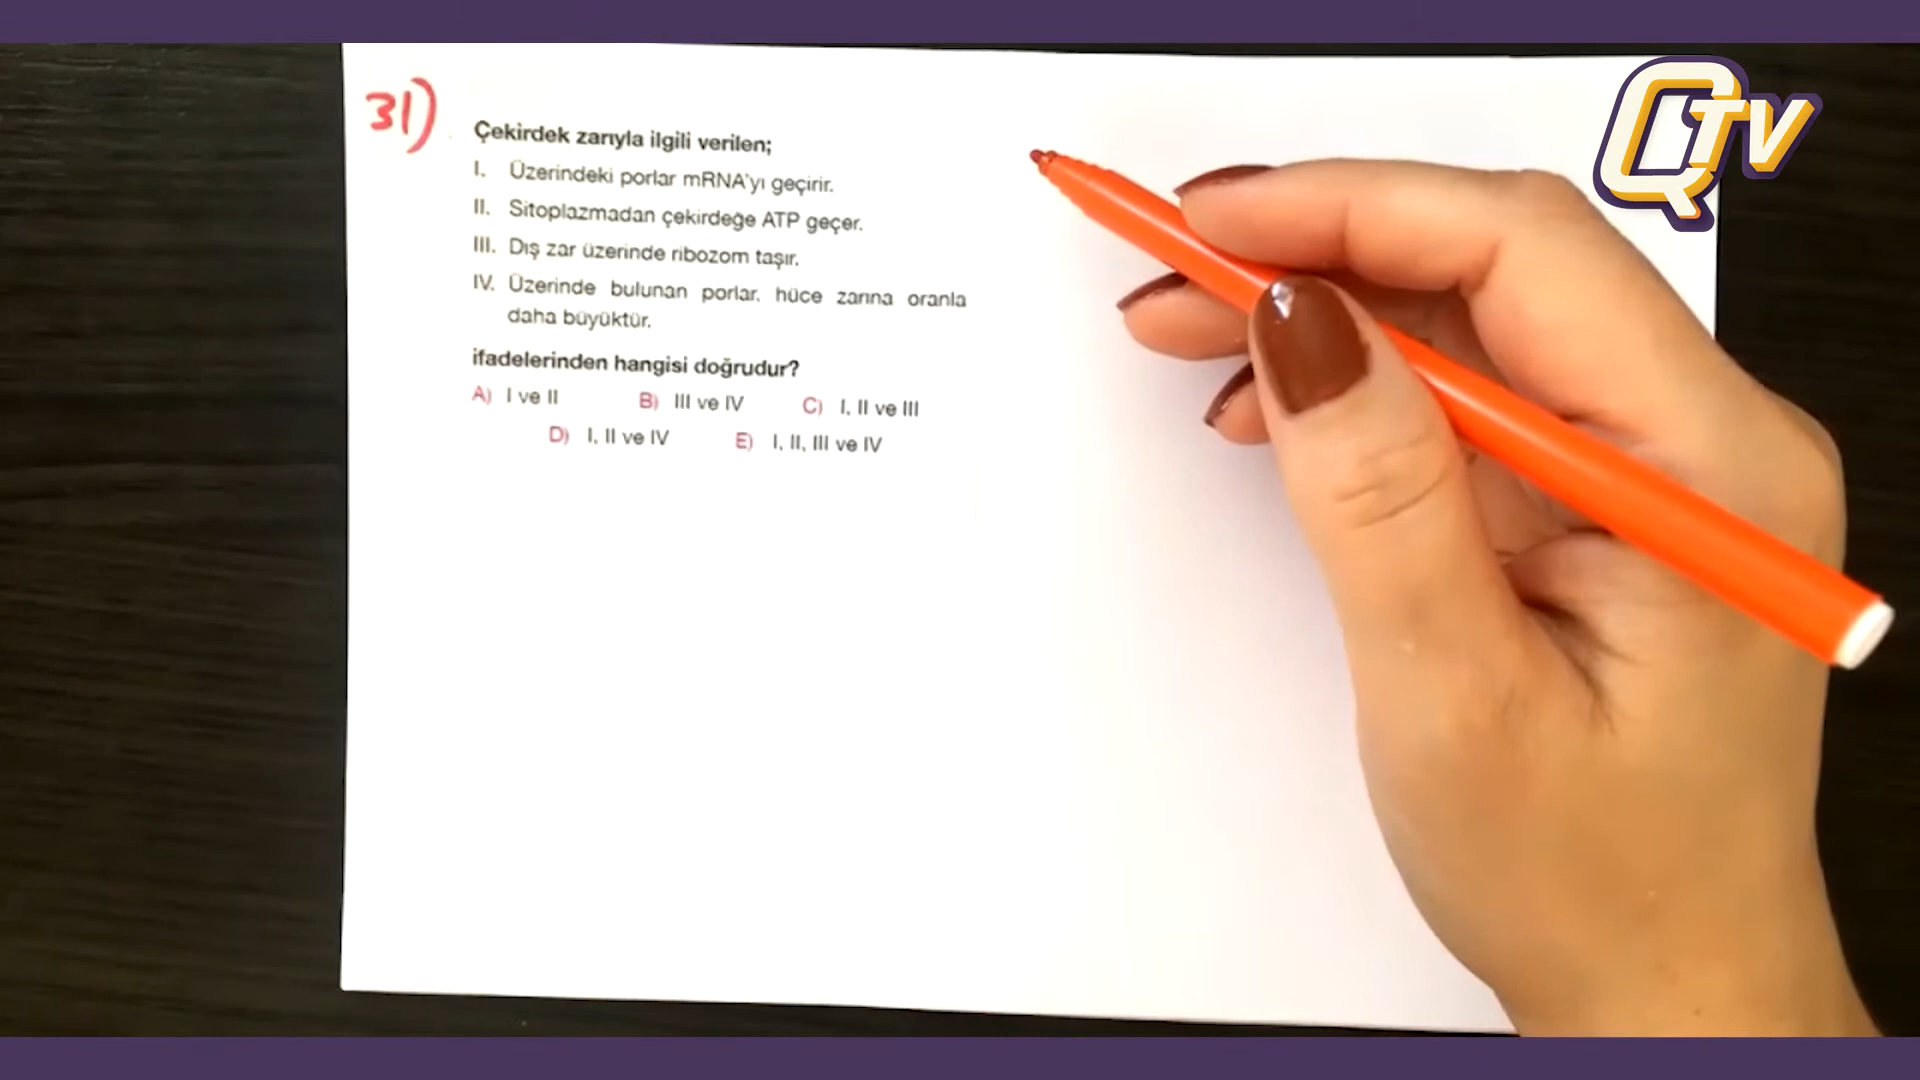 QTV
31)
Çekirdek zarıyla ilgili verilen;
I. Üzerindeki porlar mRNA'yı geçirir.
II. Sitoplazmadan çekirdeğe ATP geçer.
III. Dış zar üzerinde ribozom taşır.
IV. Üzerinde bulunan porlar, hüce zarına oranla
daha büyüktür.
ifadelerinden hangisi doğrudur?
A) I ve II B) III ve IV C) I, II ve III
D) I, II ve IV E) I, II, III ve IV